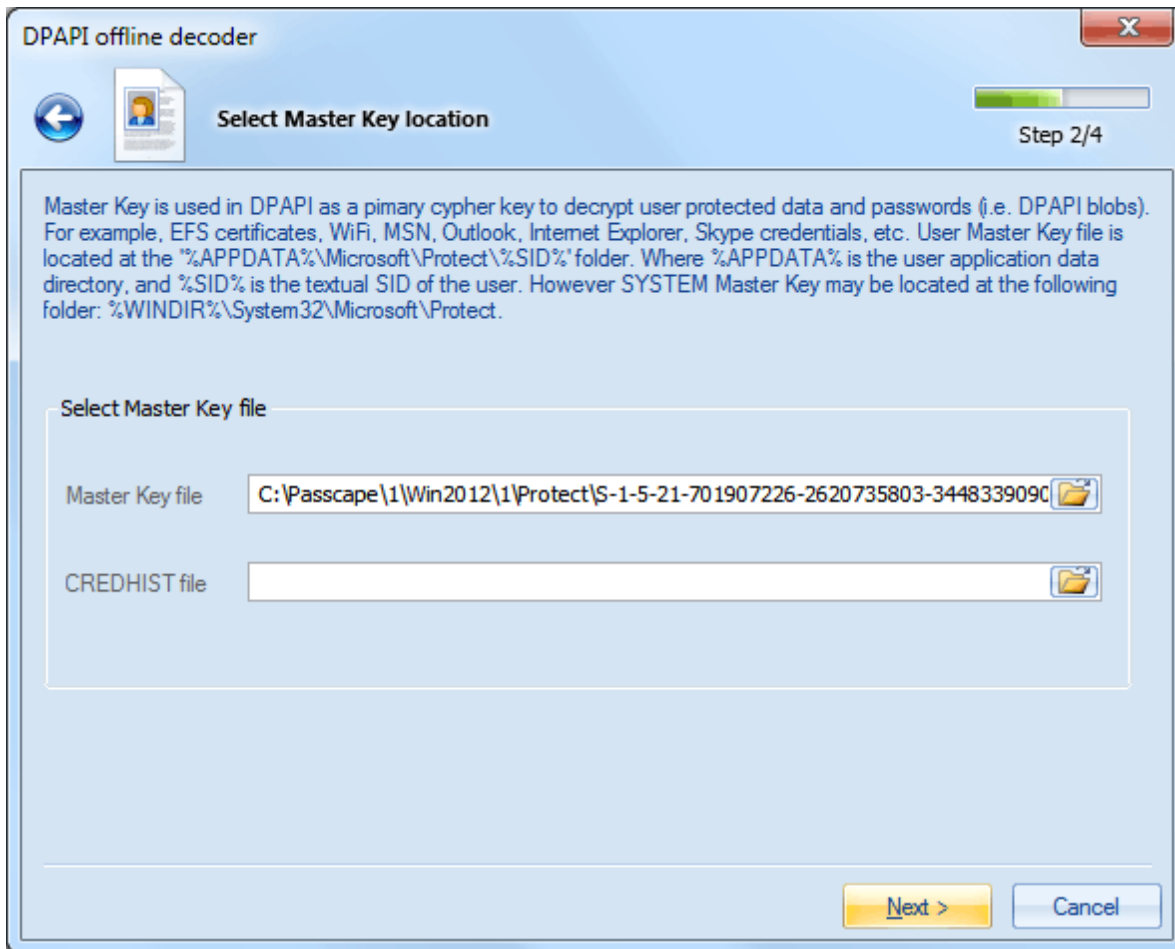 DPAPI offline decoder
Select Master Key location
Step 2/4
Master Key is used in DPAPI as a pimary cypher key to decrypt user protected data and passwords (i.e. DPAPI blobs).
For example, EFS certificates, WiFi, MSN, Outlook, Internet Explorer, Skype credentials, etc. User Master Key file is
located at the '%APPDATA%\Microsoft\Protect\%SID%' folder. Where %APPDATA% is the user application data
directory, and %SID% is the textual SID of the user. However SYSTEM Master Key may be located at the following
folder: %WINDIR%\System32\Microsoft\Protect.
Select Master Key file
Master Key file C:\Passcape\1\Win2012\1\Protect\S-1-5-21-701907226-2620735803-3448339090
CREDHIST file
Next >
Cancel